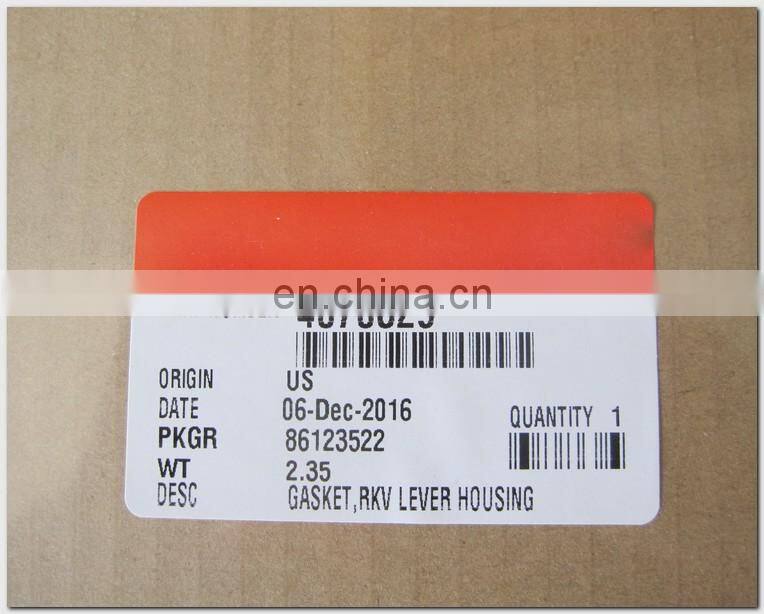 en.china.cn
ORIGIN US
DATE 06-Dec-2016
QUANTITY 1
PKGR 86123522
WT 2.35
DESC GASKET,RKV LEVER HOUSING